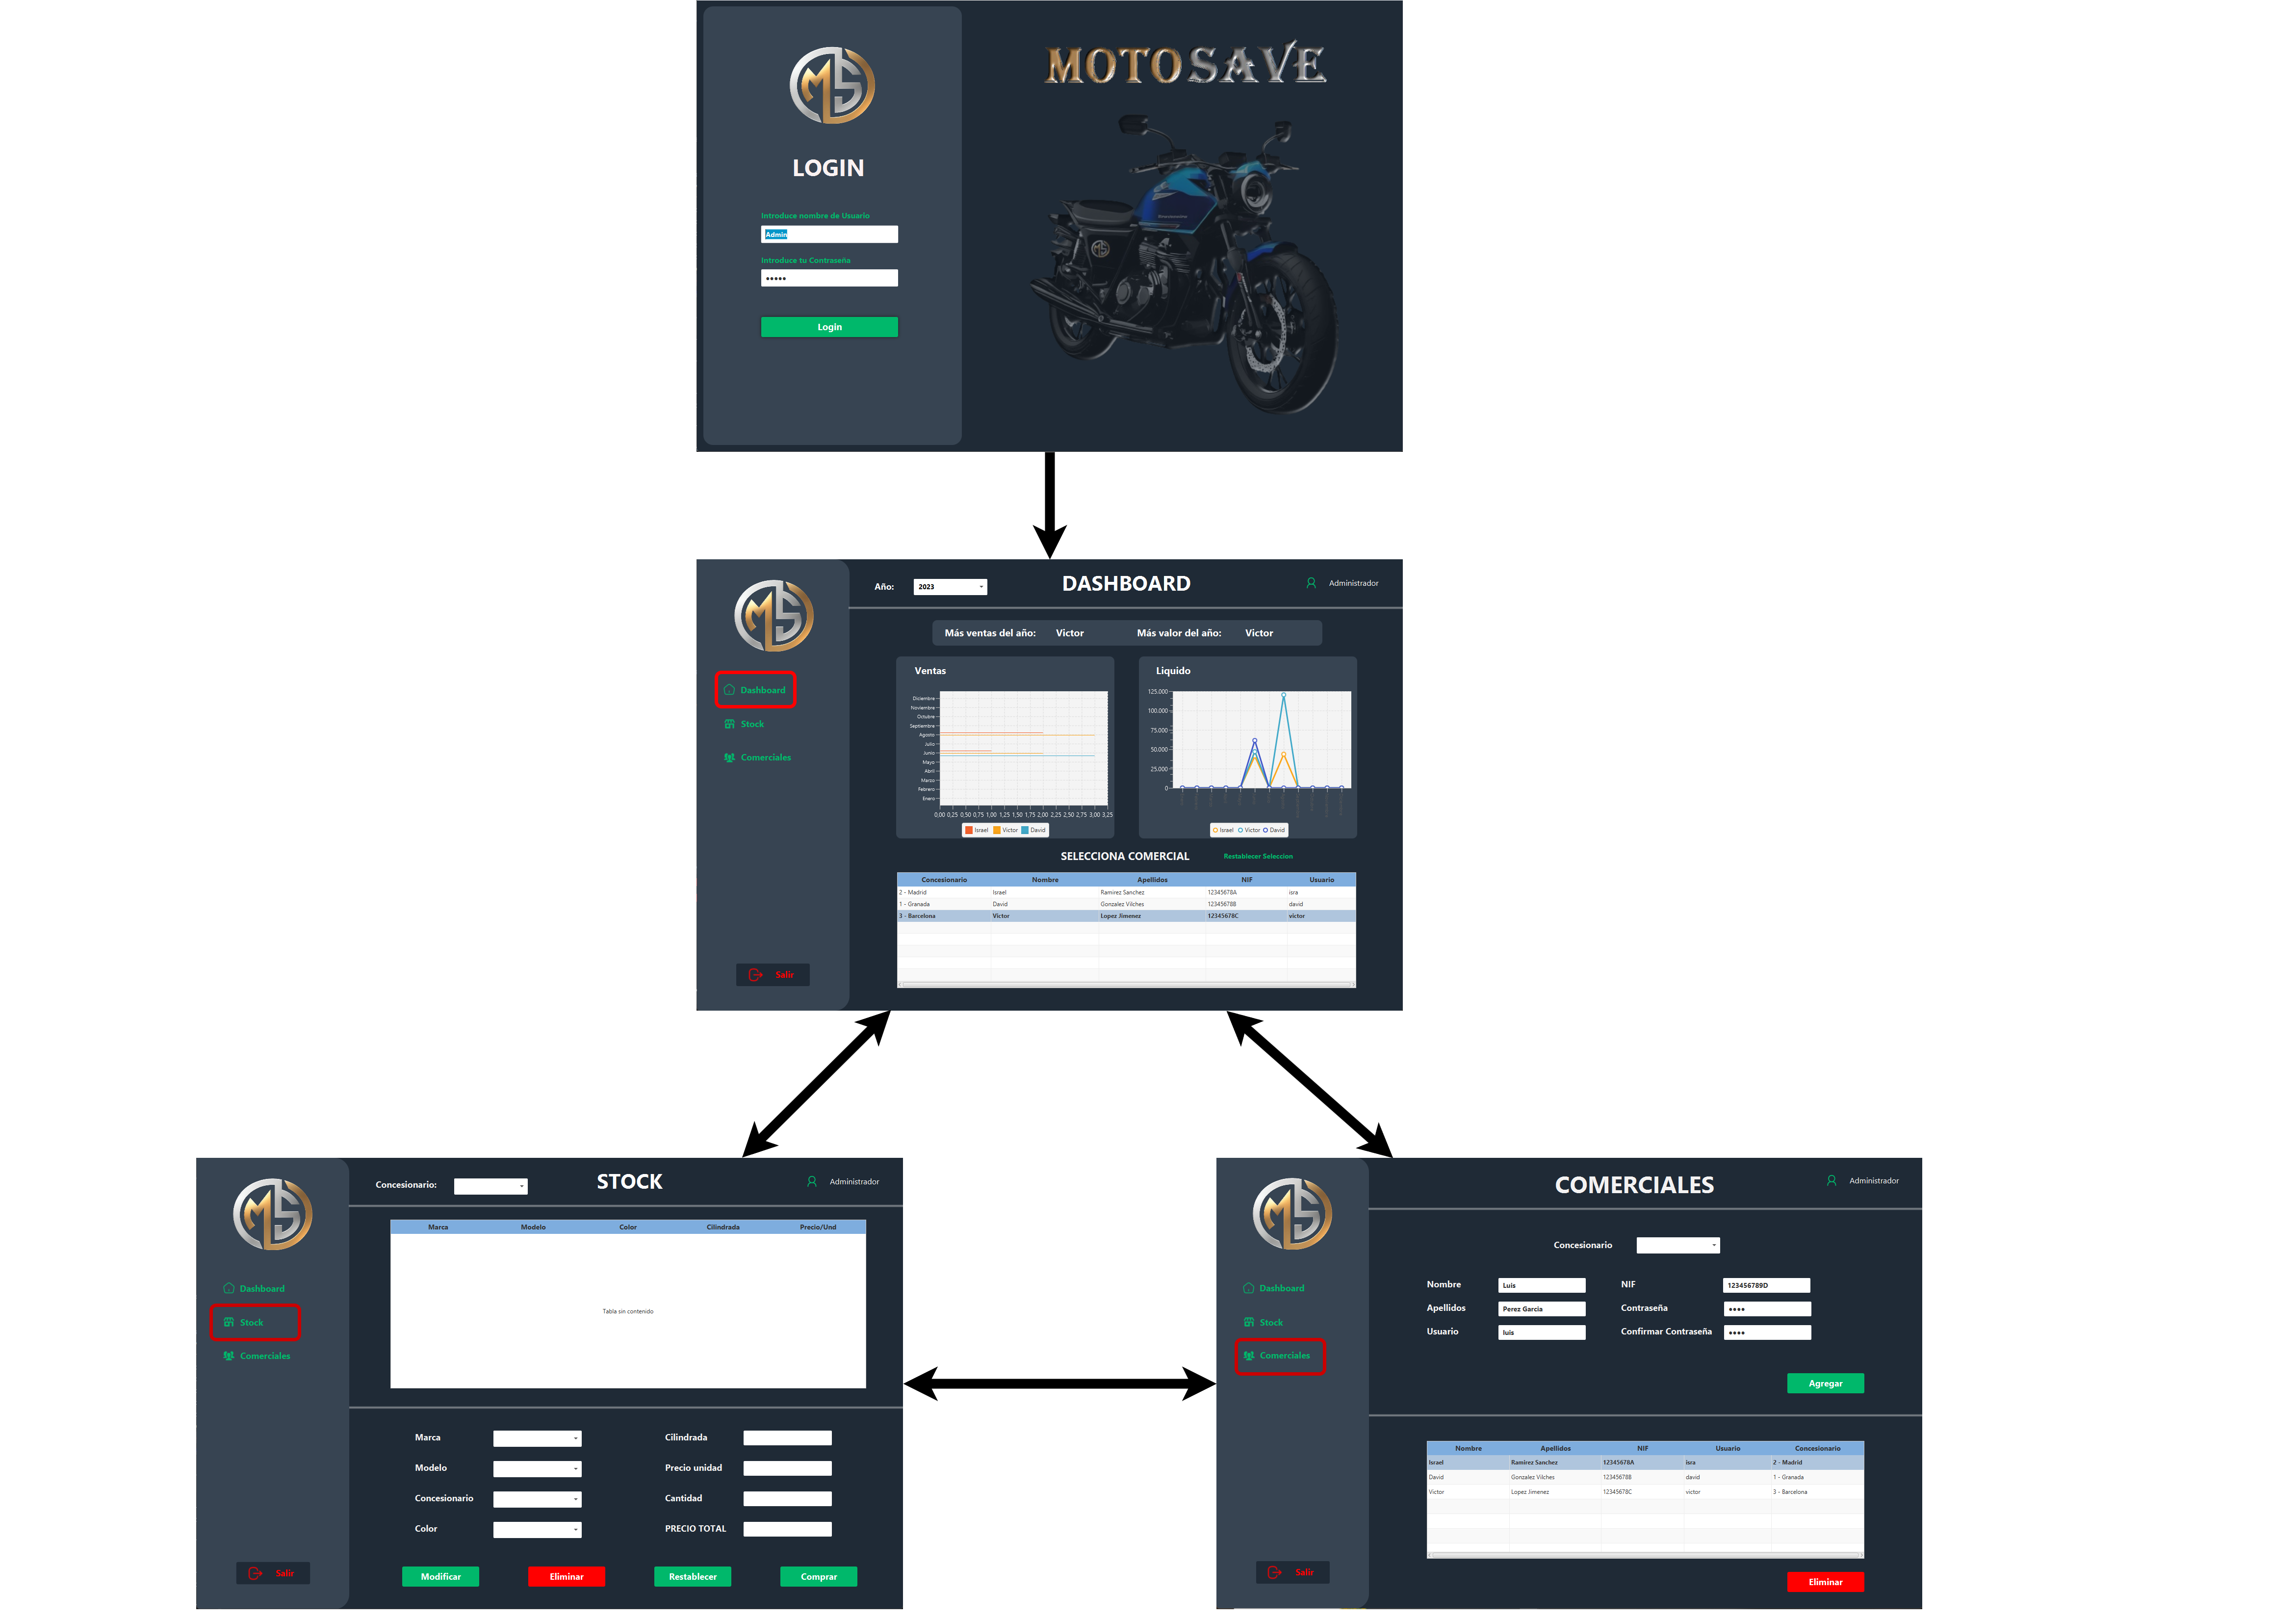 MS
MOTOSAVE
LOGIN
Introduce nombre de Usuario
Admin
Introduce tu Contraseña
•••••
Login
MS
Año: 2023 DASHBOARD Administrador
Más ventas del año: Victor Más valor del año: Victor
Dashboard
Stock
Comerciales
Salir
Ventas
Diciembre
Noviembre
Octubre
Septiembre
Agosto
Julio
Junio
Mayo
Abril
Marzo
Febrero
Enero
0,00 0,25 0,50 0,75 1,00 1,25 1,50 1,75 2,00 2,25 2,50 2,75 3,00 3,25
Israel Victor David
Liquido
125.000
100.000
75.000
50.000
25.000
0
Israel Victor David
SELECCIONA COMERCIAL Restablecer Seleccion
Concesionario Nombre Apellidos NIF Usuario
2 - Madrid Israel Ramirez Sanchez 12345678A isra
1 - Granada David Gonzalez Vilches 12345678B david
3 - Barcelona Victor Lopez Jimenez 12345678C victor
MS
Concesionario: STOCK Administrador
Dashboard
Stock
Comerciales
Salir
Marca Modelo Color Cilindrada Precio/Und
Tabla sin contenido
Marca Cilindrada
Modelo Precio unidad
Concesionario Cantidad
Color PRECIO TOTAL
Modificar Eliminar Restablecer Comprar
MS
COMERCIALES Administrador
Dashboard
Stock
Comerciales
Salir
Concesionario
Nombre Luis NIF 123456789D
Apellidos Perez Garcia Contraseña ••••
Usuario luis Confirmar Contraseña ••••
Agregar
Nombre Apellidos NIF Usuario Concesionario
Israel Ramirez Sanchez 12345678A isra 2 - Madrid
David Gonzalez Vilches 12345678B david 1 - Granada
Victor Lopez Jimenez 12345678C victor 3 - Barcelona
Eliminar